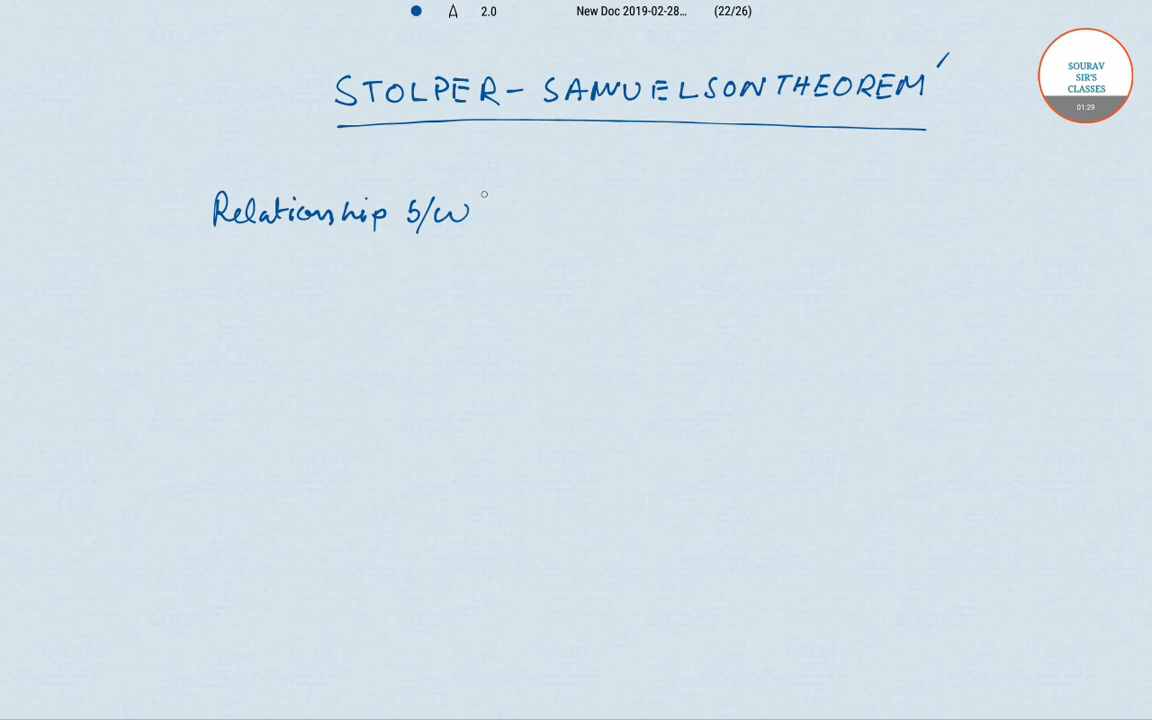 2.0 New Doc 2019-02-28... (22/26)
STOLPER- SAMUELSON THEOREM
SOURAV
SIR'S
CLASSES
01:29
Relationship b/w